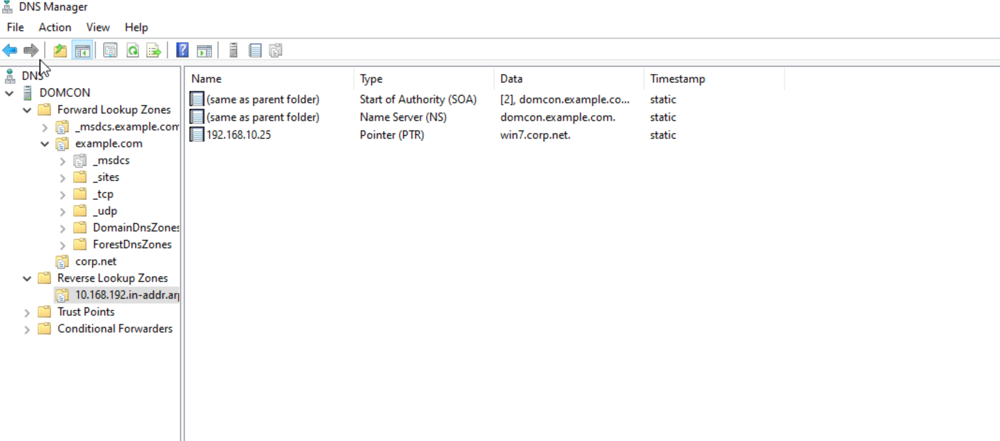 DNS Manager
File Action View Help
DNS
DOMCON
Forward Lookup Zones
_msdcs.example.com
example.com
_msdcs
_sites
_tcp
_udp
DomainDnsZones
ForestDnsZones
corp.net
Reverse Lookup Zones
10.168.192.in-addr.ar
Trust Points
Conditional Forwarders
Name Type Data Timestamp
(same as parent folder) Start of Authority (SOA) [2], domcon.example.co... static
(same as parent folder) Name Server (NS) domcon.example.com. static
192.168.10.25 Pointer (PTR) win7.corp.net. static